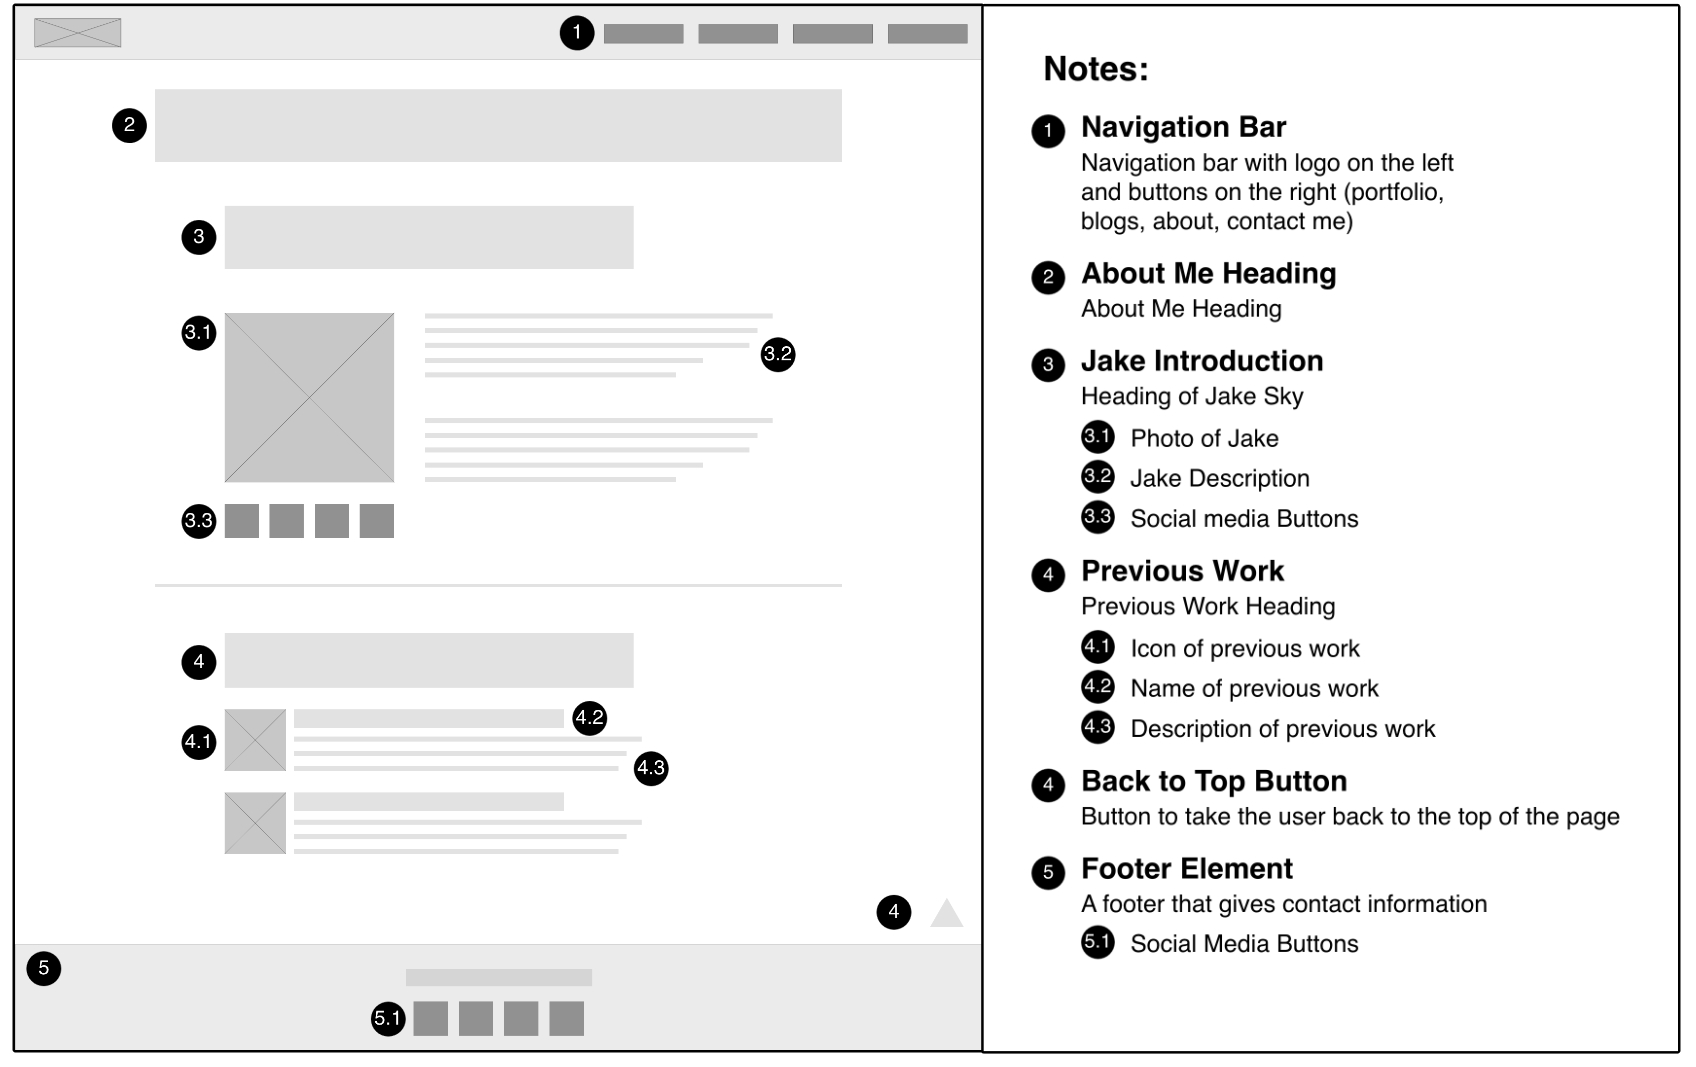 1
2
3
3.1
3.2
3.3
4
4.2
4.1
4.3
4
5
5.1
Notes:
1 Navigation Bar
Navigation bar with logo on the left
and buttons on the right (portfolio,
blogs, about, contact me)
2 About Me Heading
About Me Heading
3 Jake Introduction
Heading of Jake Sky
3.1 Photo of Jake
3.2 Jake Description
3.3 Social media Buttons
4 Previous Work
Previous Work Heading
4.1 Icon of previous work
4.2 Name of previous work
4.3 Description of previous work
4 Back to Top Button
Button to take the user back to the top of the page
5 Footer Element
A footer that gives contact information
5.1 Social Media Buttons